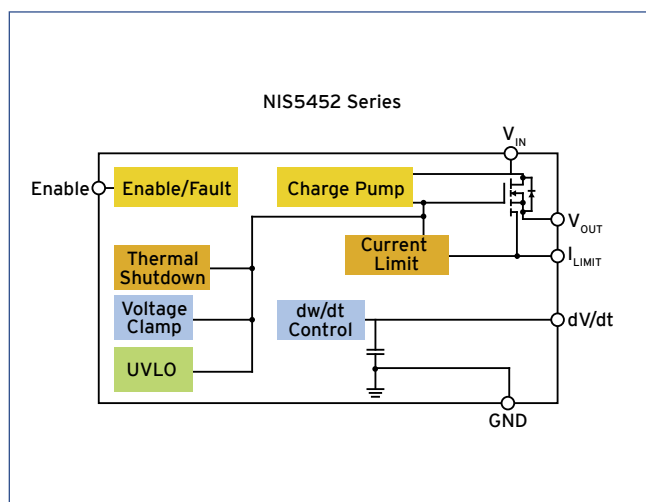 NIS5452 Series
VIN
Enable
Enable/Fault
Charge Pump
VOUT
Current
Limit
ILIMIT
Thermal
Shutdown
Voltage
Clamp
dw/dt
Control
dV/dt
UVLO
GND